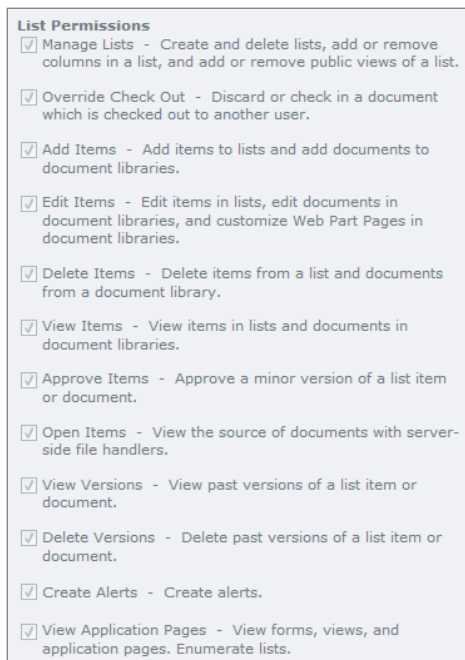 List Permissions
Manage Lists - Create and delete lists, add or remove
columns in a list, and add or remove public views of a list.
Override Check Out - Discard or check in a document
which is checked out to another user.
Add Items - Add items to lists and add documents to
document libraries.
Edit Items - Edit items in lists, edit documents in
document libraries, and customize Web Part Pages in
document libraries.
Delete Items - Delete items from a list and documents
from a document library.
View Items - View items in lists and documents in
document libraries.
Approve Items - Approve a minor version of a list item
or document.
Open Items - View the source of documents with server-
side file handlers.
View Versions - View past versions of a list item or
document.
Delete Versions - Delete past versions of a list item or
document.
Create Alerts - Create alerts.
View Application Pages - View forms, views, and
application pages. Enumerate lists.